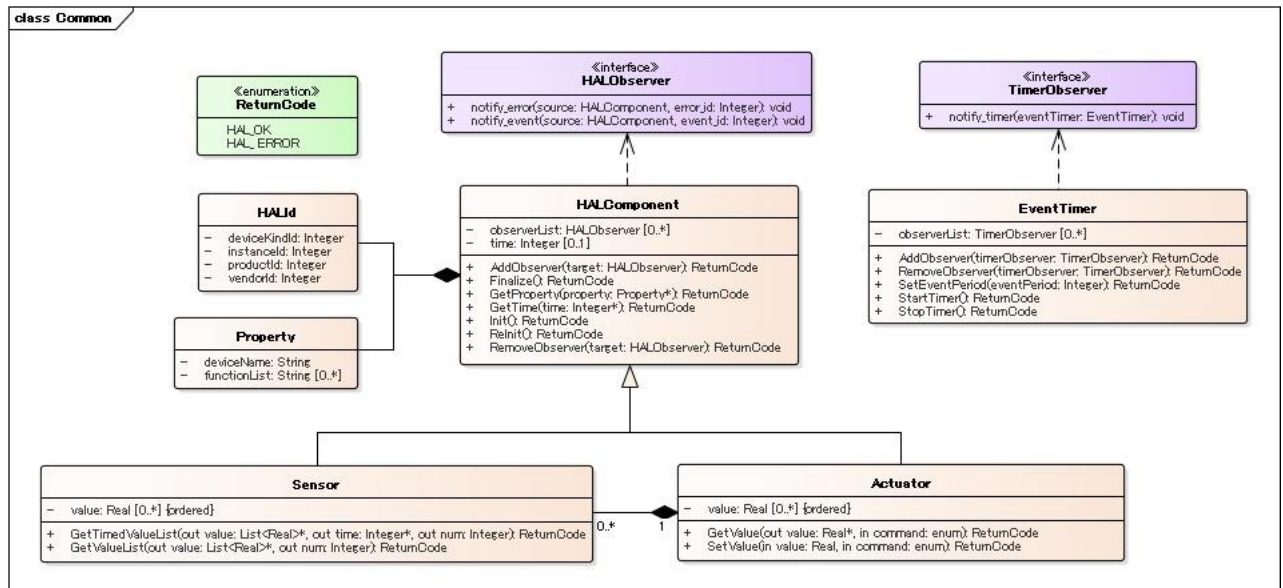 class Common
«interface»
HALObserver
+ notify_error(source: HALComponent, error_id: Integer): void
+ notify_event(source: HALComponent, event_id: Integer): void
«interface»
TimerObserver
+ notify_timer(eventTimer: EventTimer): void
«enumeration»
ReturnCode
HAL_OK
HAL_ERROR
HALId
- deviceKindId: Integer
- instanceId: Integer
- productId: Integer
- vendorId: Integer
HALComponent
- observerList: HALObserver [0..*]
- time: Integer [0..1]
+ AddObserver(target: HALObserver): ReturnCode
+ Finalize(): ReturnCode
+ GetProperty(property: Property*): ReturnCode
+ GetTime(time: Integer*): ReturnCode
+ Init(): ReturnCode
+ ReInit(): ReturnCode
+ RemoveObserver(target: HALObserver): ReturnCode
EventTimer
- observerList: TimerObserver [0..*]
+ AddObserver(timerObserver: TimerObserver): ReturnCode
+ RemoveObserver(timerObserver: TimerObserver): ReturnCode
+ SetEventPeriod(eventPeriod: Integer): ReturnCode
+ StartTimer(): ReturnCode
+ StopTimer(): ReturnCode
Property
- deviceName: String
- functionList: String [0..*]
Sensor
- value: Real [0..*] {ordered}
+ GetTimedValueList(out value: List<Real>*, out time: Integer*, out num: Integer): ReturnCode
+ GetValueList(out value: List<Real>*, out num: Integer): ReturnCode
0..*
1
Actuator
- value: Real [0..*] {ordered}
+ GetValue(out value: Real*, in command: enum): ReturnCode
+ SetValue(in value: Real, in command: enum): ReturnCode